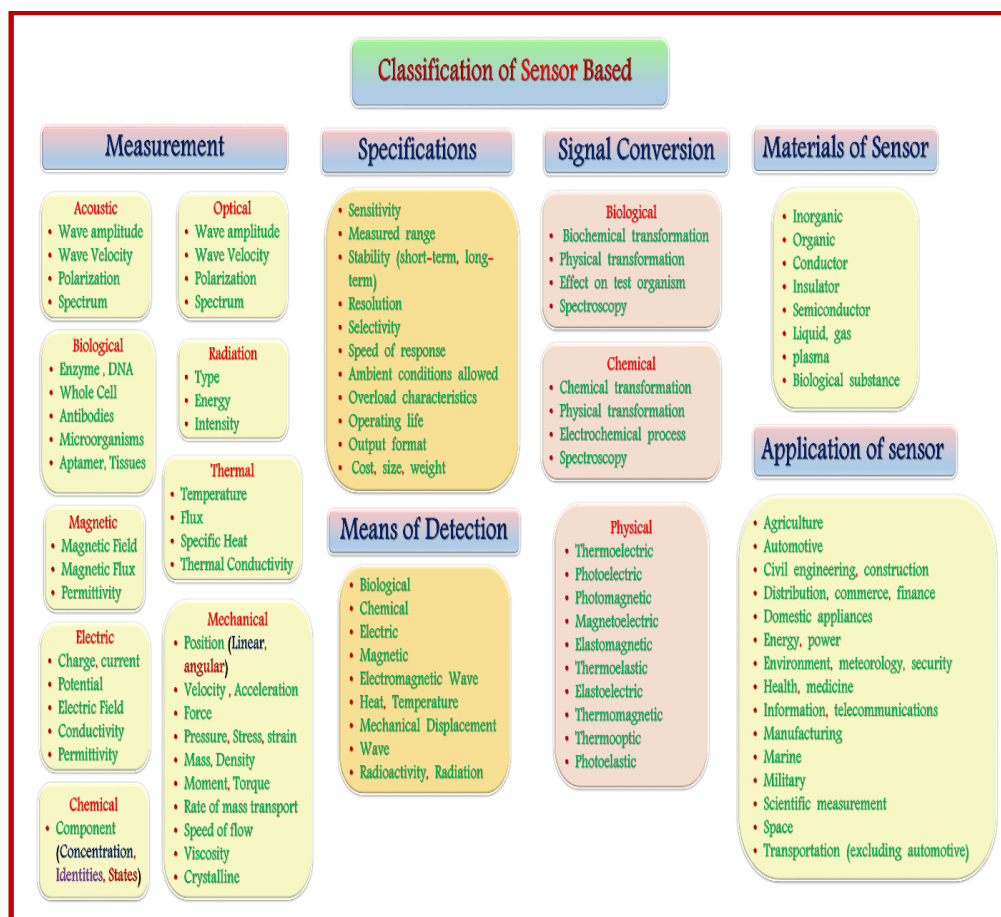 Classification of Sensor Based
Measurement
Acoustic
• Wave amplitude
• Wave Velocity
• Polarization
• Spectrum
Optical
• Wave amplitude
• Wave Velocity
• Polarization
• Spectrum
Biological
• Enzyme , DNA
• Whole Cell
• Antibodies
• Microorganisms
• Aptamer, Tissues
Radiation
• Type
• Energy
• Intensity
Thermal
• Temperature
• Flux
• Specific Heat
• Thermal Conductivity
Magnetic
• Magnetic Field
• Magnetic Flux
• Permittivity
Electric
• Charge, current
• Potential
• Electric Field
• Conductivity
• Permittivity
Mechanical
• Position (Linear,
angular)
• Velocity , Acceleration
• Force
• Pressure, Stress, strain
• Mass, Density
• Moment, Torque
• Rate of mass transport
• Speed of flow
• Viscosity
• Crystalline
Chemical
• Component
(Concentration,
Identities, States)
Specifications
• Sensitivity
• Measured range
• Stability (short-term, long-
term)
• Resolution
• Selectivity
• Speed of response
• Ambient conditions allowed
• Overload characteristics
• Operating life
• Output format
• Cost, size, weight
Means of Detection
• Biological
• Chemical
• Electric
• Magnetic
• Electromagnetic Wave
• Heat, Temperature
• Mechanical Displacement
• Wave
• Radioactivity, Radiation
Signal Conversion
Biological
• Biochemical transformation
• Physical transformation
• Effect on test organism
• Spectroscopy
Chemical
• Chemical transformation
• Physical transformation
• Electrochemical process
• Spectroscopy
Physical
• Thermoelectric
• Photoelectric
• Photomagnetic
• Magnetoelectric
• Elastomagnetic
• Thermoelastic
• Elastoelectric
• Thermomagnetic
• Thermooptic
• Photoelastic
Materials of Sensor
• Inorganic
• Organic
• Conductor
• Insulator
• Semiconductor
• Liquid, gas
• plasma
• Biological substance
Application of sensor
• Agriculture
• Automotive
• Civil engineering, construction
• Distribution, commerce, finance
• Domestic appliances
• Energy, power
• Environment, meteorology, security
• Health, medicine
• Information, telecommunications
• Manufacturing
• Marine
• Military
• Scientific measurement
• Space
• Transportation (excluding automotive)